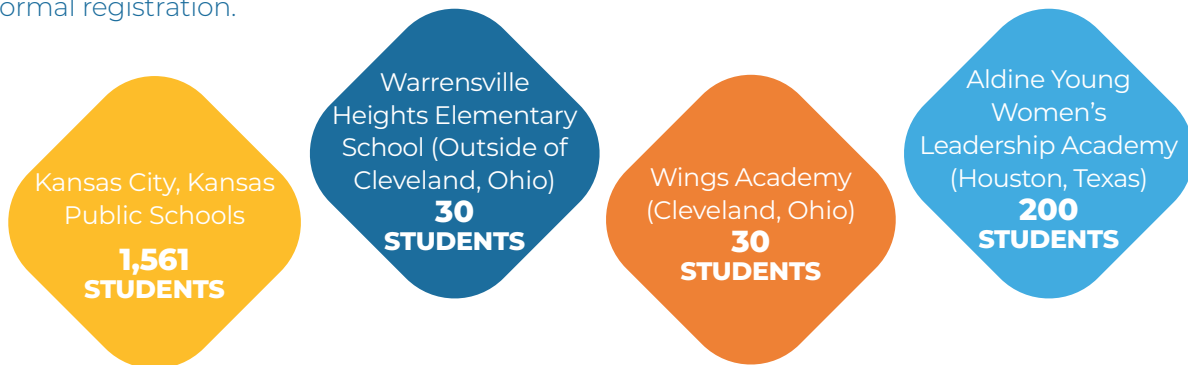 ormal registration.
Kansas City, Kansas
Public Schools
1,561
STUDENTS
Warrensville
Heights Elementary
School (Outside of
Cleveland, Ohio)
30
STUDENTS
Wings Academy
(Cleveland, Ohio)
30
STUDENTS
Aldine Young
Women’s
Leadership Academy
(Houston, Texas)
200
STUDENTS